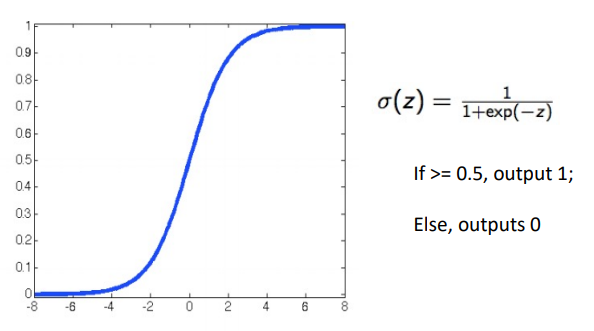 1
0.9
0.8
0.7
0.6
0.5
0.4
0.3
0.2
0.1
0
-8 -6 -4 -2 0 2 4 6 8
σ(z) = 1/(1+exp(−z))
If >= 0.5, output 1;
Else, outputs 0